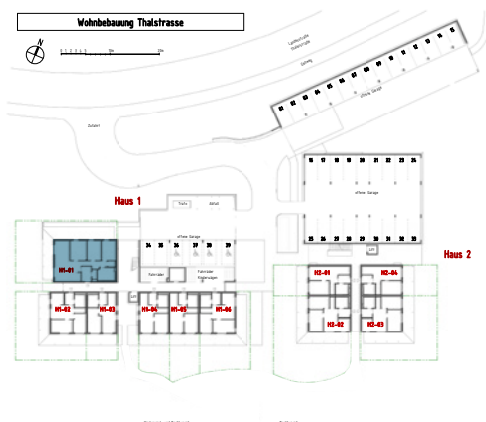 Wohnbebauung Thalstrasse
N
Haus 1
Haus 2
01 02 03 04 05 06 07 08 09 10 11 12 13 14 15
offene Garage
Zufahrt
16 17 18 19 20 21 22 23 24
offene Garage
25 26 27 28 29 30 31 32 33
Lift
Trafo
Abfall
offene Garage
34 35 36 37 38 39
Fahrräder
Fahrräder
Kinderwagen
Lift
H1-01
H1-02
H1-03
H1-04
H1-05
H1-06
H2-01
H2-04
H2-02
H2-03